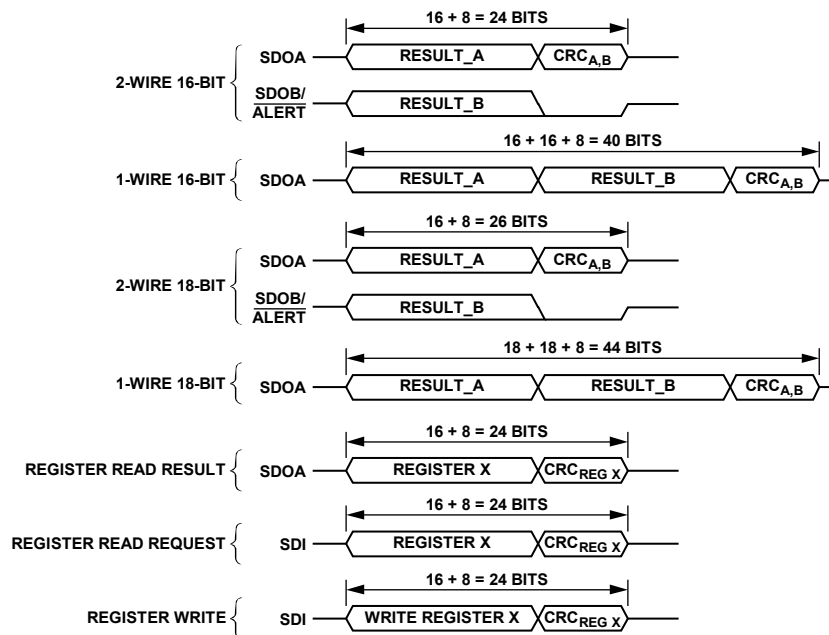 16 + 8 = 24 BITS
2-WIRE 16-BIT
SDOA
RESULT_A
CRCA,B
SDOB/
ALERT
RESULT_B
16 + 16 + 8 = 40 BITS
1-WIRE 16-BIT
SDOA
RESULT_A
RESULT_B
CRCA,B
16 + 8 = 26 BITS
2-WIRE 18-BIT
SDOA
RESULT_A
CRCA,B
SDOB/
ALERT
RESULT_B
18 + 18 + 8 = 44 BITS
1-WIRE 18-BIT
SDOA
RESULT_A
RESULT_B
CRCA,B
16 + 8 = 24 BITS
REGISTER READ RESULT
SDOA
REGISTER X
CRCREG X
16 + 8 = 24 BITS
REGISTER READ REQUEST
SDI
REGISTER X
CRCREG X
16 + 8 = 24 BITS
REGISTER WRITE
SDI
WRITE REGISTER X
CRCREG X